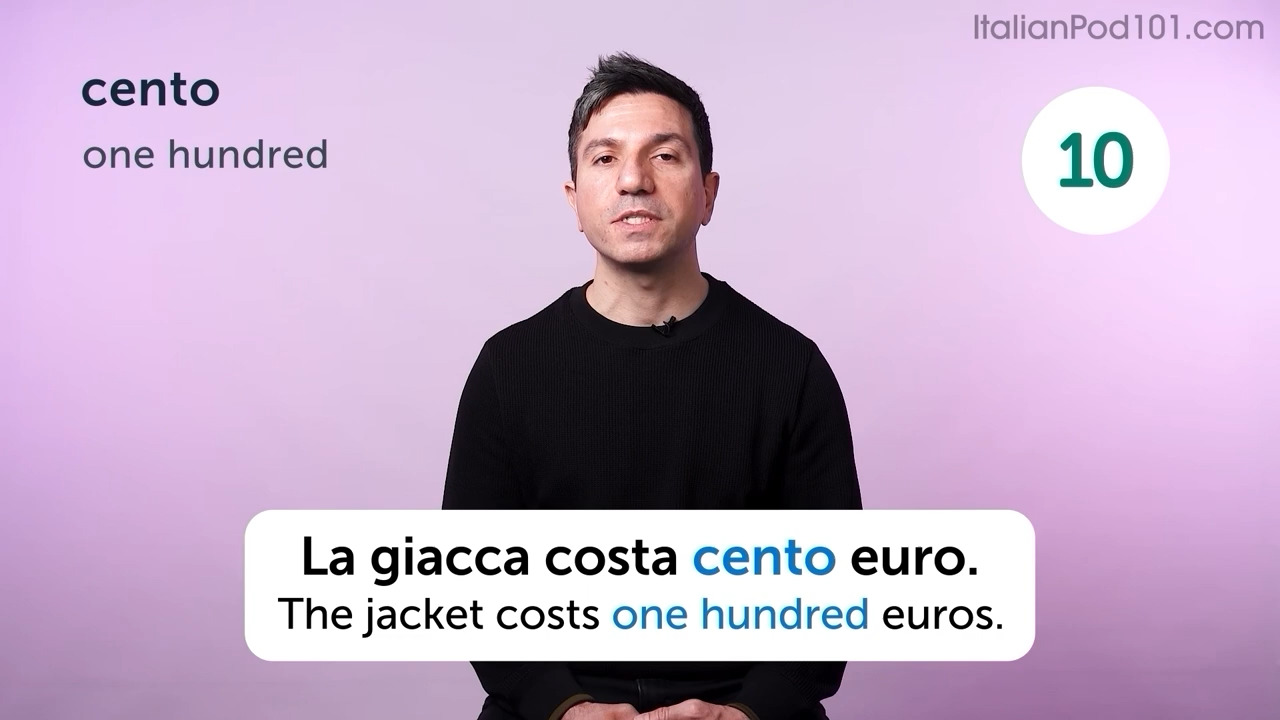 ItalianPod101.com
cento
one hundred
10
La giacca costa cento euro.
The jacket costs one hundred euros.